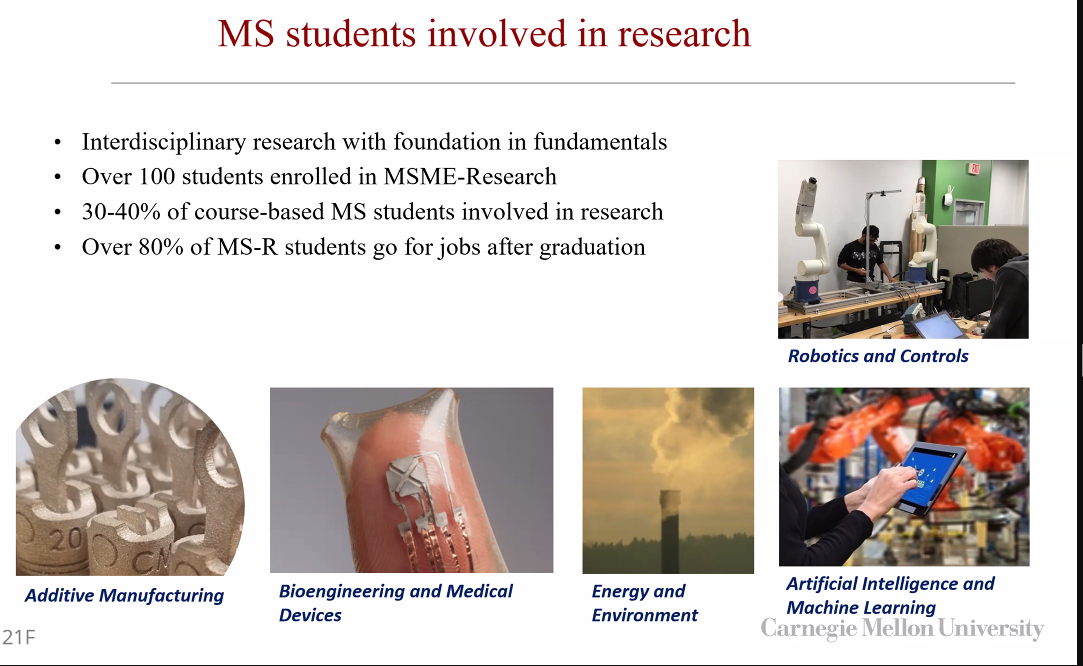 MS students involved in research
• Interdisciplinary research with foundation in fundamentals
• Over 100 students enrolled in MSME-Research
• 30-40% of course-based MS students involved in research
• Over 80% of MS-R students go for jobs after graduation
EXIT
Robotics and Controls
20
CM
Additive Manufacturing
Bioengineering and Medical
Devices
Energy and
Environment
Artificial Intelligence and
Machine Learning
Carnegie Mellon University
21F